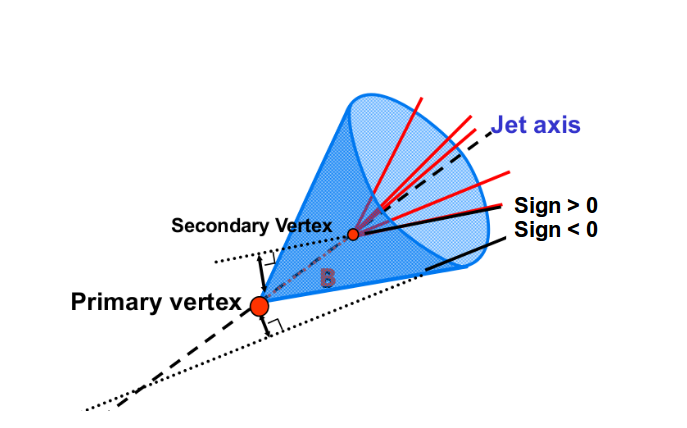 Jet axis
Sign > 0
Secondary Vertex
Sign < 0
B
Primary vertex